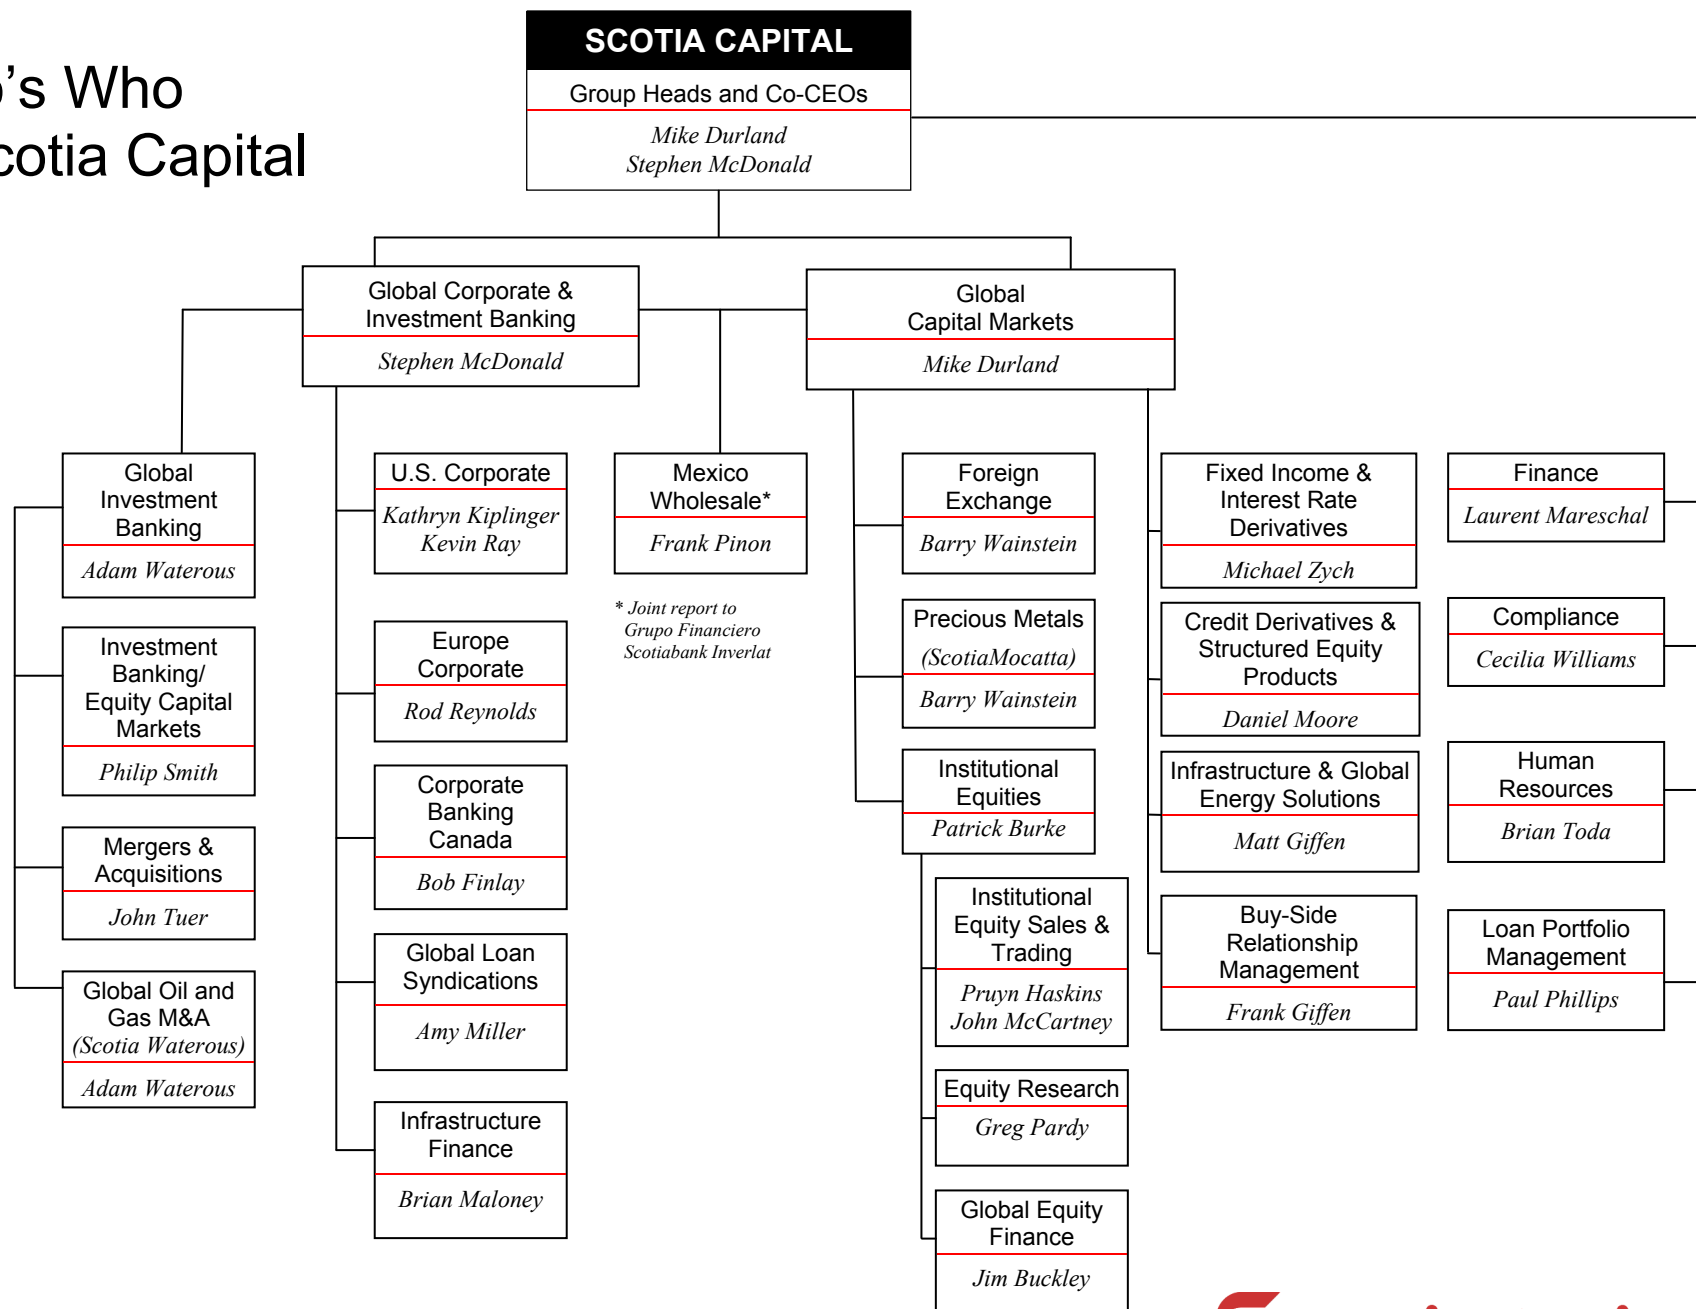 SCOTIA CAPITAL
Group Heads and Co-CEOs
Mike Durland
Stephen McDonald
's Who
cotia Capital
Global Corporate &
Investment Banking
Stephen McDonald
Global
Capital Markets
Mike Durland
Global
Investment
Banking
Adam Waterous
Investment
Banking/
Equity Capital
Markets
Philip Smith
Mergers &
Acquisitions
John Tuer
Global Oil and
Gas M&A
(Scotia Waterous)
Adam Waterous
U.S. Corporate
Kathryn Kiplinger
Kevin Ray
Europe
Corporate
Rod Reynolds
Corporate
Banking
Canada
Bob Finlay
Global Loan
Syndications
Amy Miller
Infrastructure
Finance
Brian Maloney
Mexico
Wholesale*
Frank Pinon
* Joint report to
Grupo Financiero
Scotiabank Inverlat
Foreign
Exchange
Barry Wainstein
Precious Metals
(ScotiaMocatta)
Barry Wainstein
Institutional
Equities
Patrick Burke
Institutional
Equity Sales &
Trading
Pruyn Haskins
John McCartney
Equity Research
Greg Pardy
Global Equity
Finance
Jim Buckley
Fixed Income &
Interest Rate
Derivatives
Michael Zych
Credit Derivatives &
Structured Equity
Products
Daniel Moore
Infrastructure & Global
Energy Solutions
Matt Giffen
Buy-Side
Relationship
Management
Frank Giffen
Finance
Laurent Mareschal
Compliance
Cecilia Williams
Human
Resources
Brian Toda
Loan Portfolio
Management
Paul Phillips